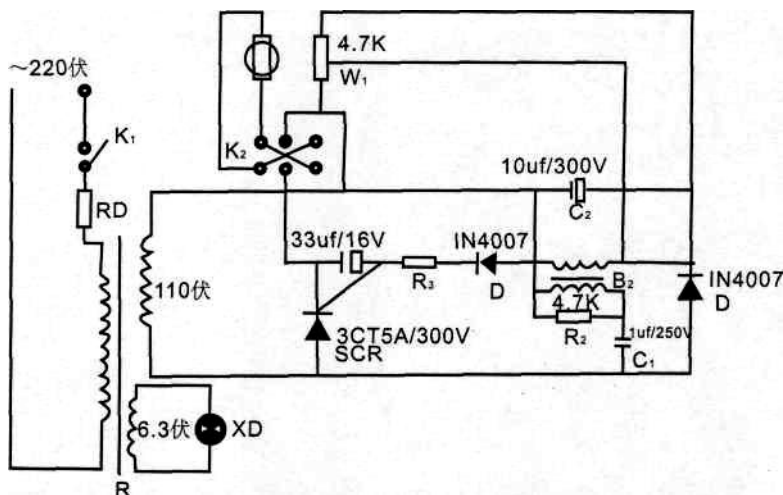 ～220伏
K₁
RD
110伏
6.3伏
XD
R
K₂
4.7K
W₁
10uf/300V
C₂
33uf/16V
R₃
IN4007
D
B₂
4.7K
R₂
1uf/250V
C₁
IN4007
D
3CT5A/300V
SCR